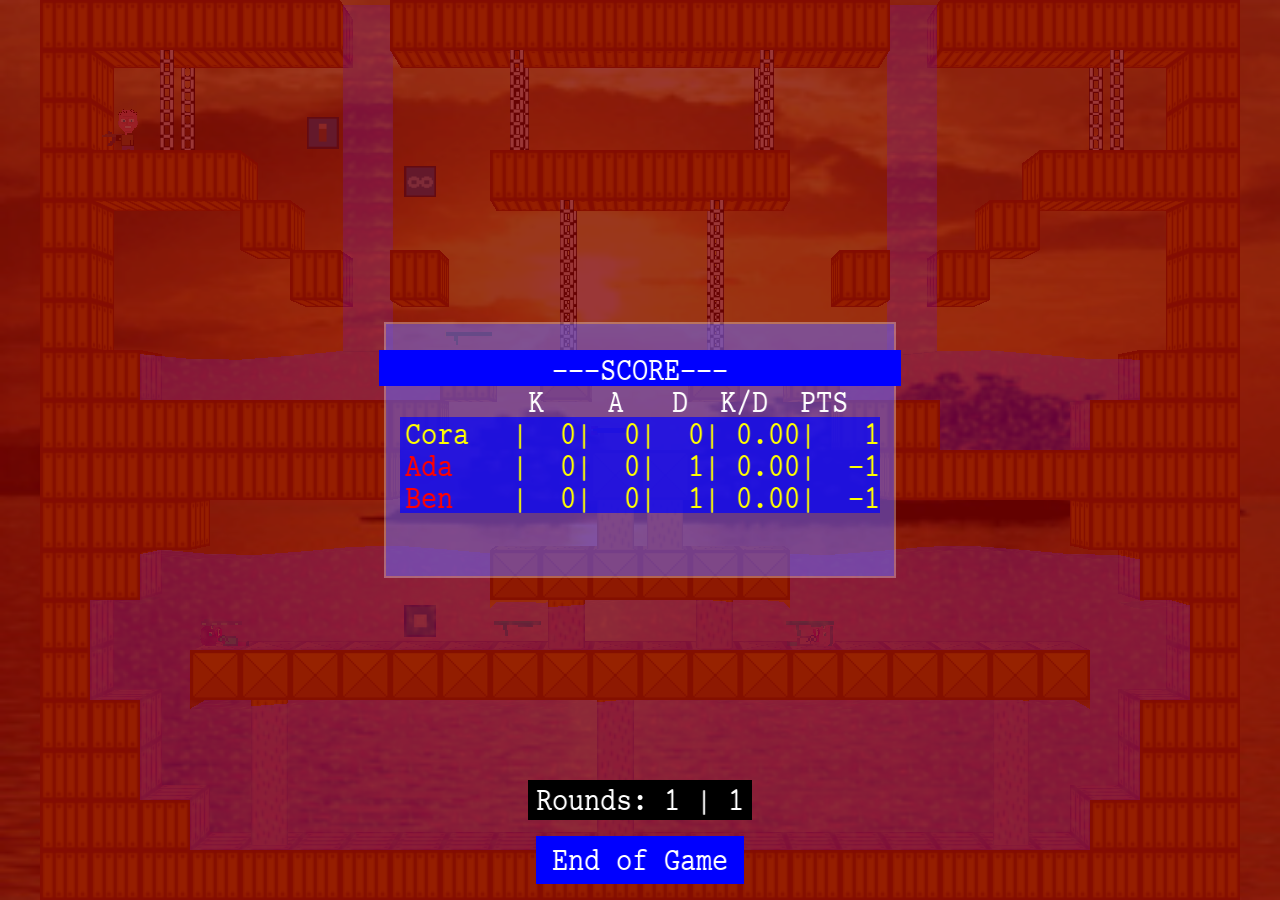 ---SCORE---
K A D K/D PTS
Cora | 0| 0| 0| 0.00| 1
Ada | 0| 0| 1| 0.00| -1
Ben | 0| 0| 1| 0.00| -1
Rounds: 1 | 1
End of Game